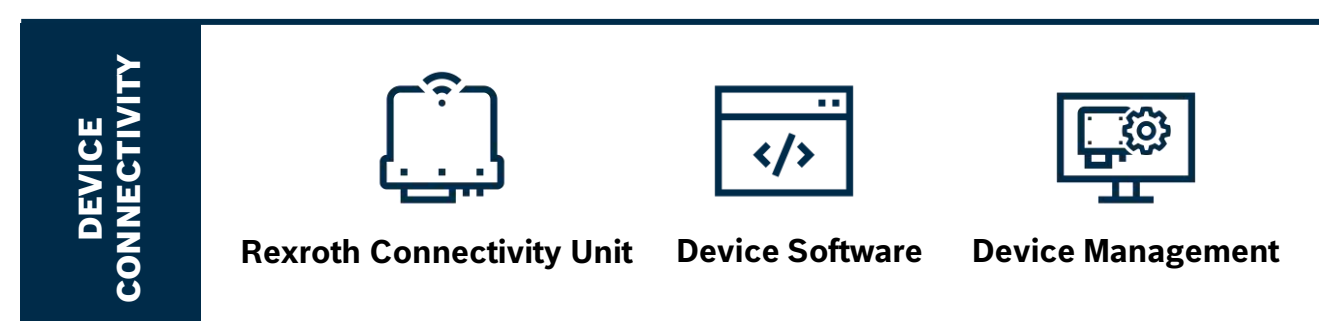 DEVICE
CONNECTIVITY
</>
Rexroth Connectivity Unit
Device Software
Device Management